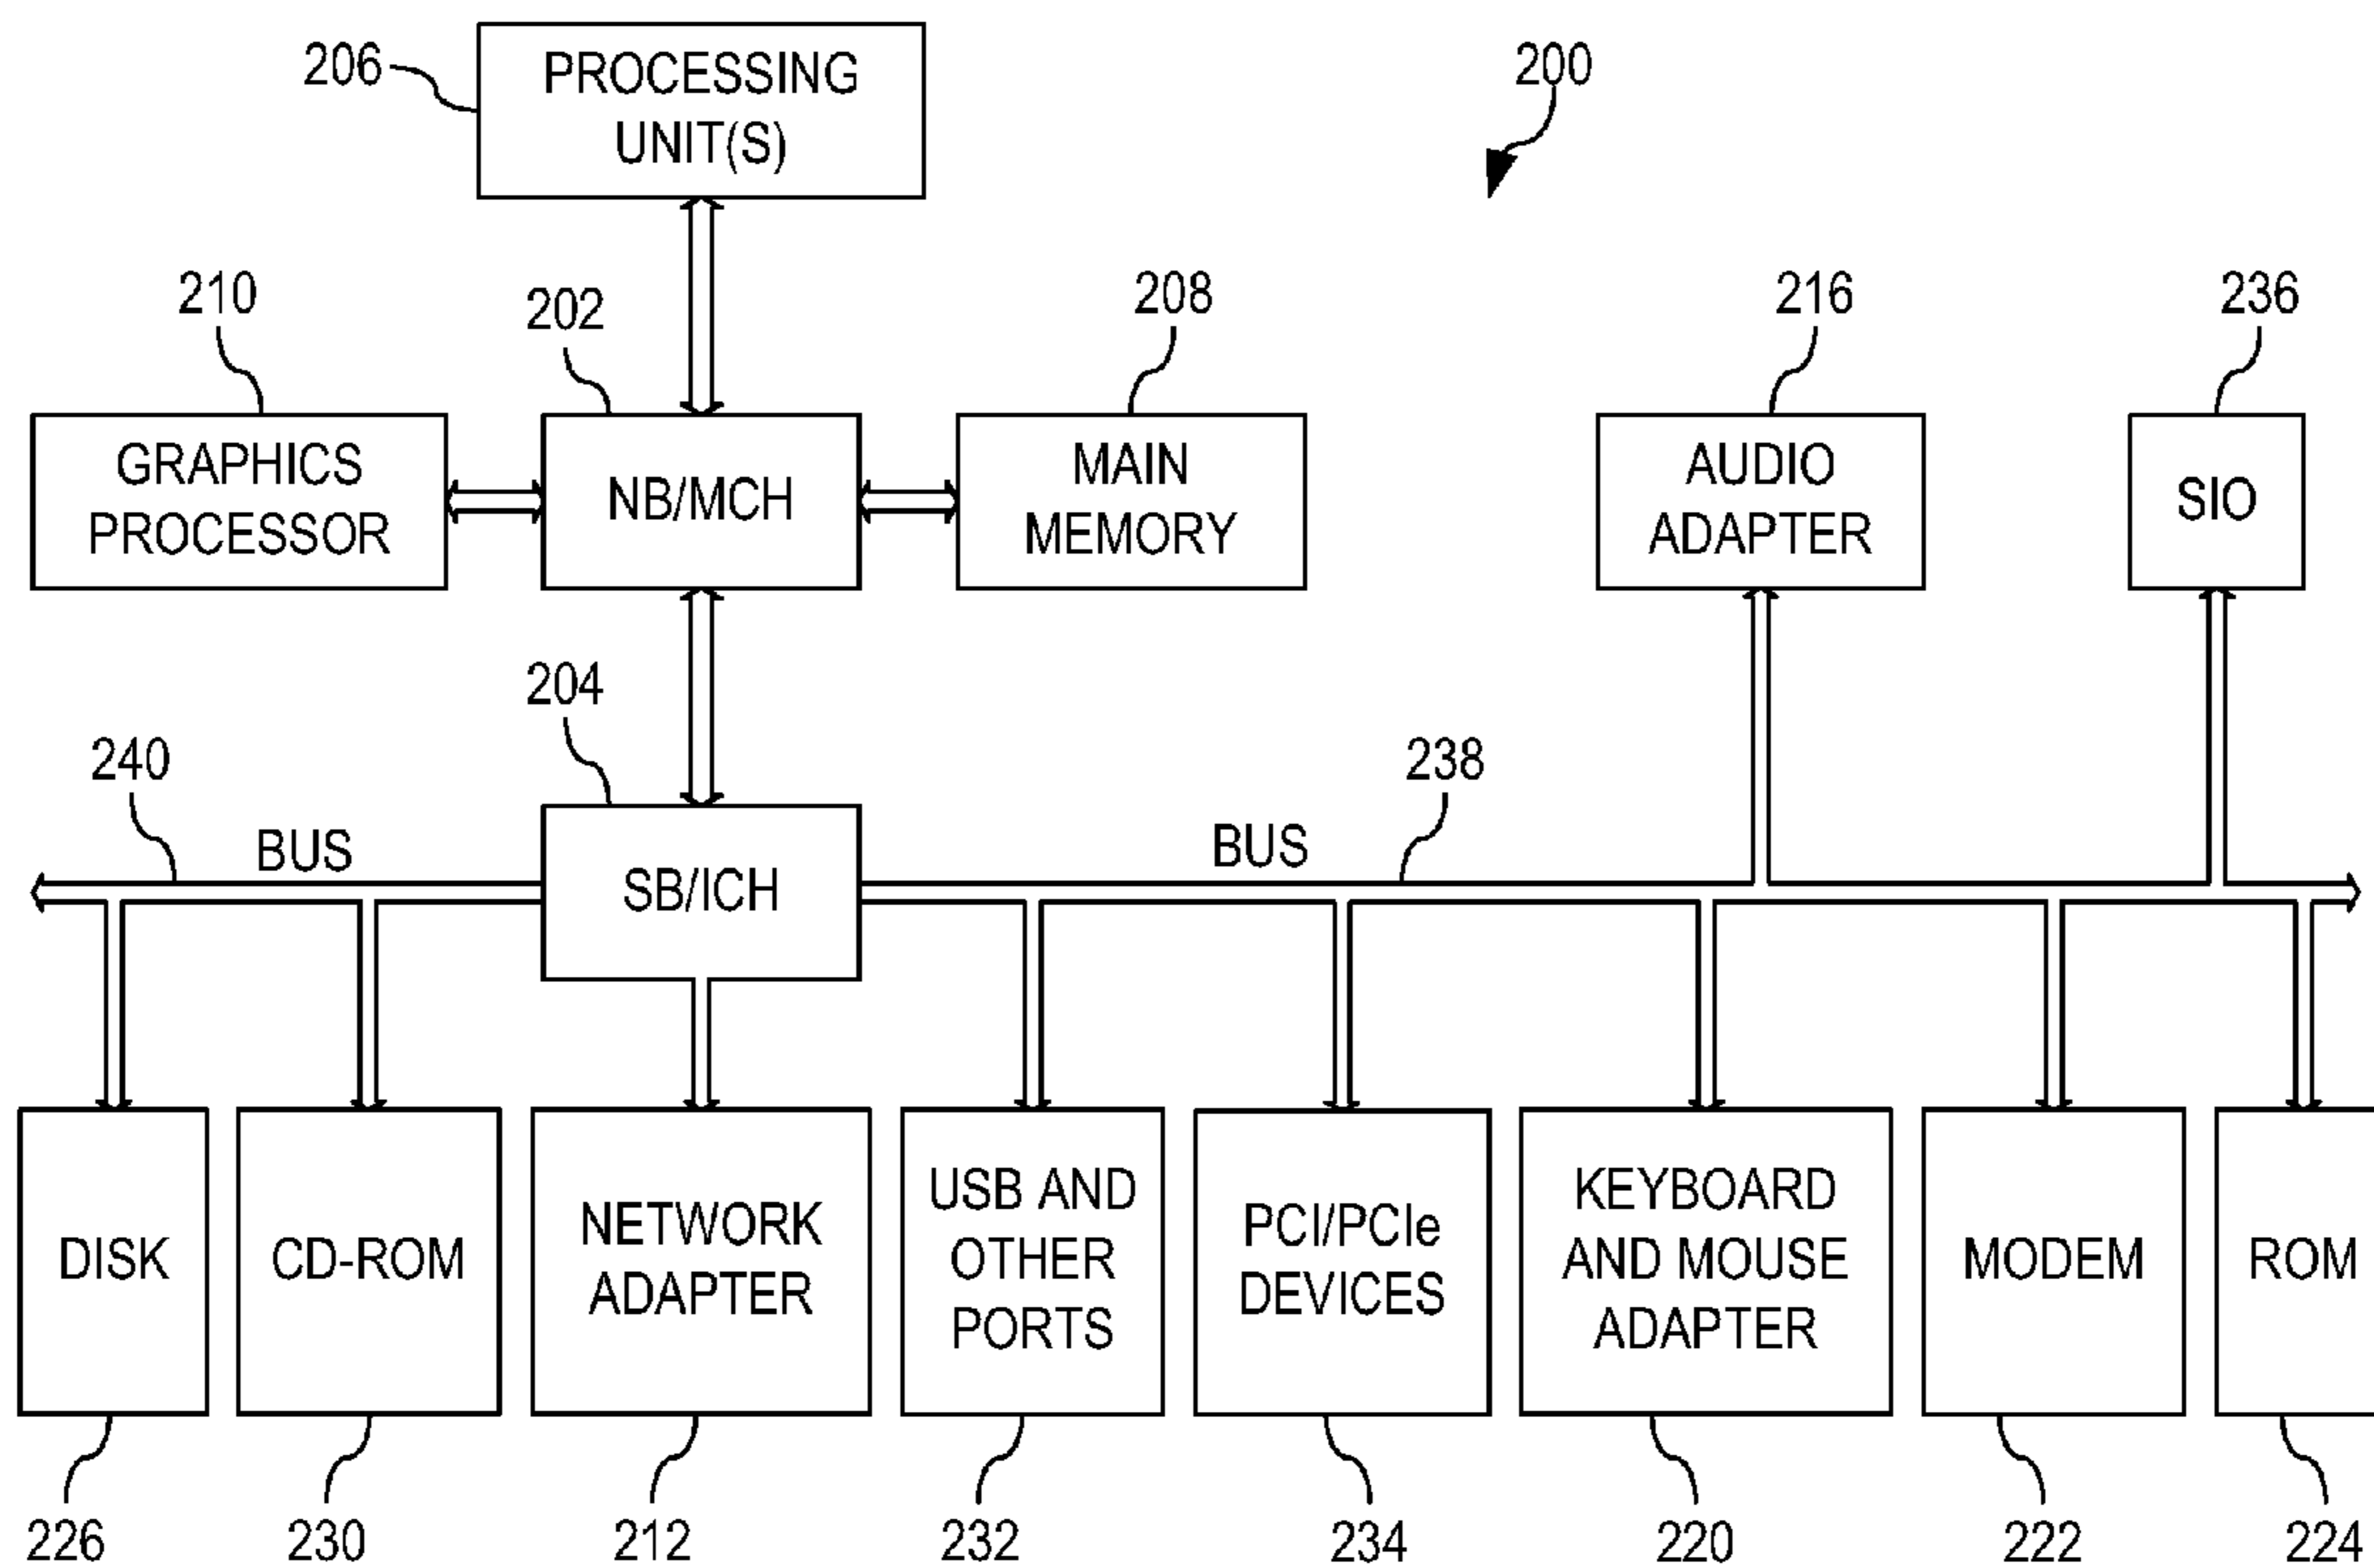 206
PROCESSING
UNIT(S)
200
210
202
208
216
236
GRAPHICS
PROCESSOR
NB/MCH
MAIN
MEMORY
AUDIO
ADAPTER
SIO
204
240
238
BUS
BUS
SB/ICH
DISK
CD-ROM
NETWORK
ADAPTER
USB AND
OTHER
PORTS
PCI/PCIe
DEVICES
KEYBOARD
AND MOUSE
ADAPTER
MODEM
ROM
226
230
212
232
234
220
222
224